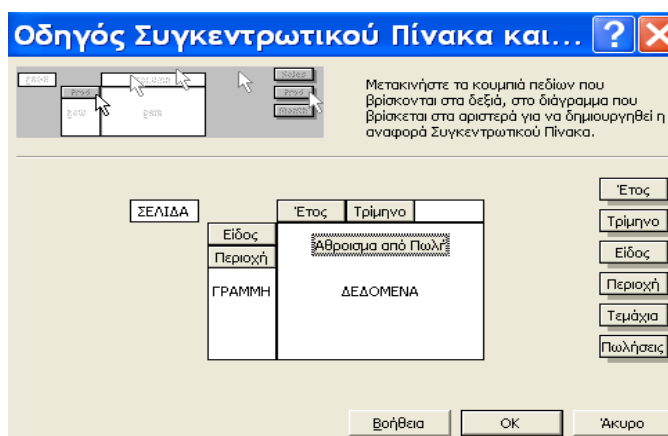 Οδηγός Συγκεντρωτικού Πίνακα και...
Μετακινήστε τα κουμπιά πεδίων που
βρίσκονται στα δεξιά, στο διάγραμμα που
βρίσκεται στα αριστερά για να δημιουργηθεί η
αναφορά Συγκεντρωτικού Πίνακα.
ΣΕΛΙΔΑ
Έτος Τρίμηνο
Είδος
Περιοχή
Άθροισμα από Πωλή
ΓΡΑΜΜΗ
ΔΕΔΟΜΕΝΑ
Έτος
Τρίμηνο
Είδος
Περιοχή
Τεμάχια
Πωλήσεις
Βοήθεια
OK
Άκυρο